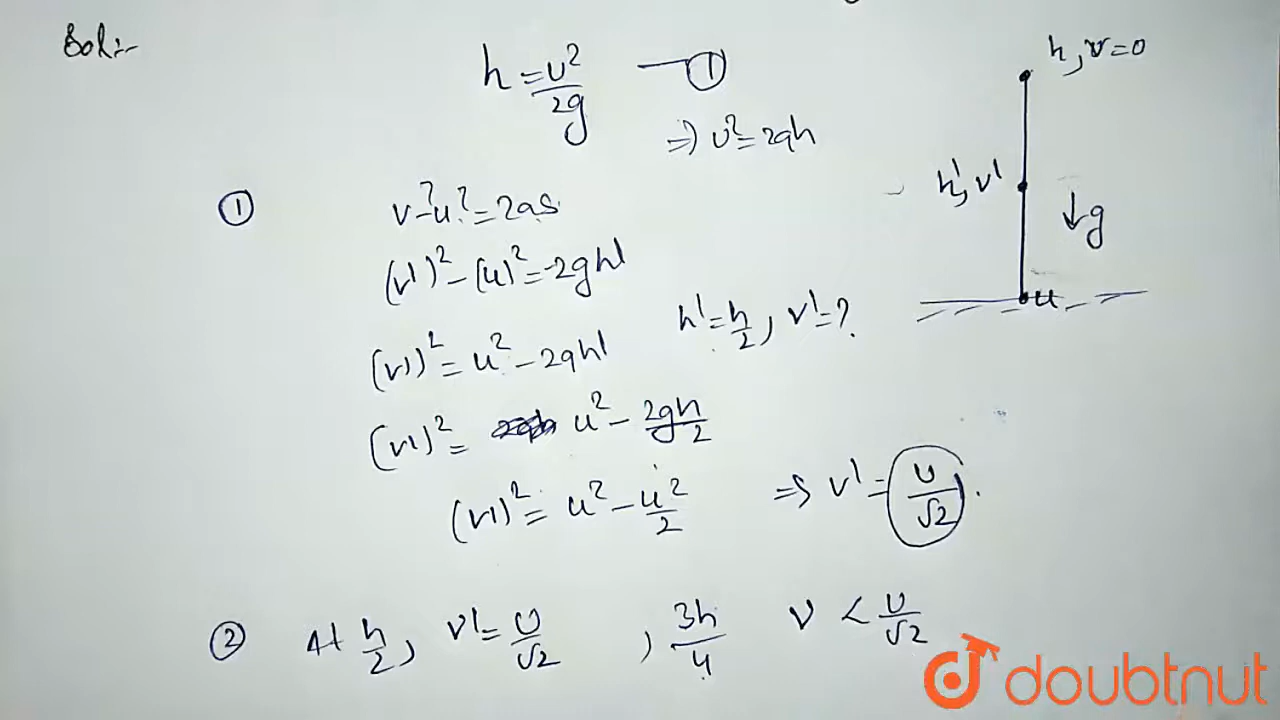 Sol:-
h = u²/2g — ①
⇒ u² = 2gh
h, v=0
h', v'
↓g
u
① v²-u² = 2as
(v')² - (u)² = -2gh'
(v')² = u² - 2gh'
h' = h/2, v' = ?
(v')² = u² - 2gh/2
(v')² = u² - u²/2 ⇒ v' = u/√2.
② At h/2, v' = u/√2, 3h/4 v < u/√2
doubtnut